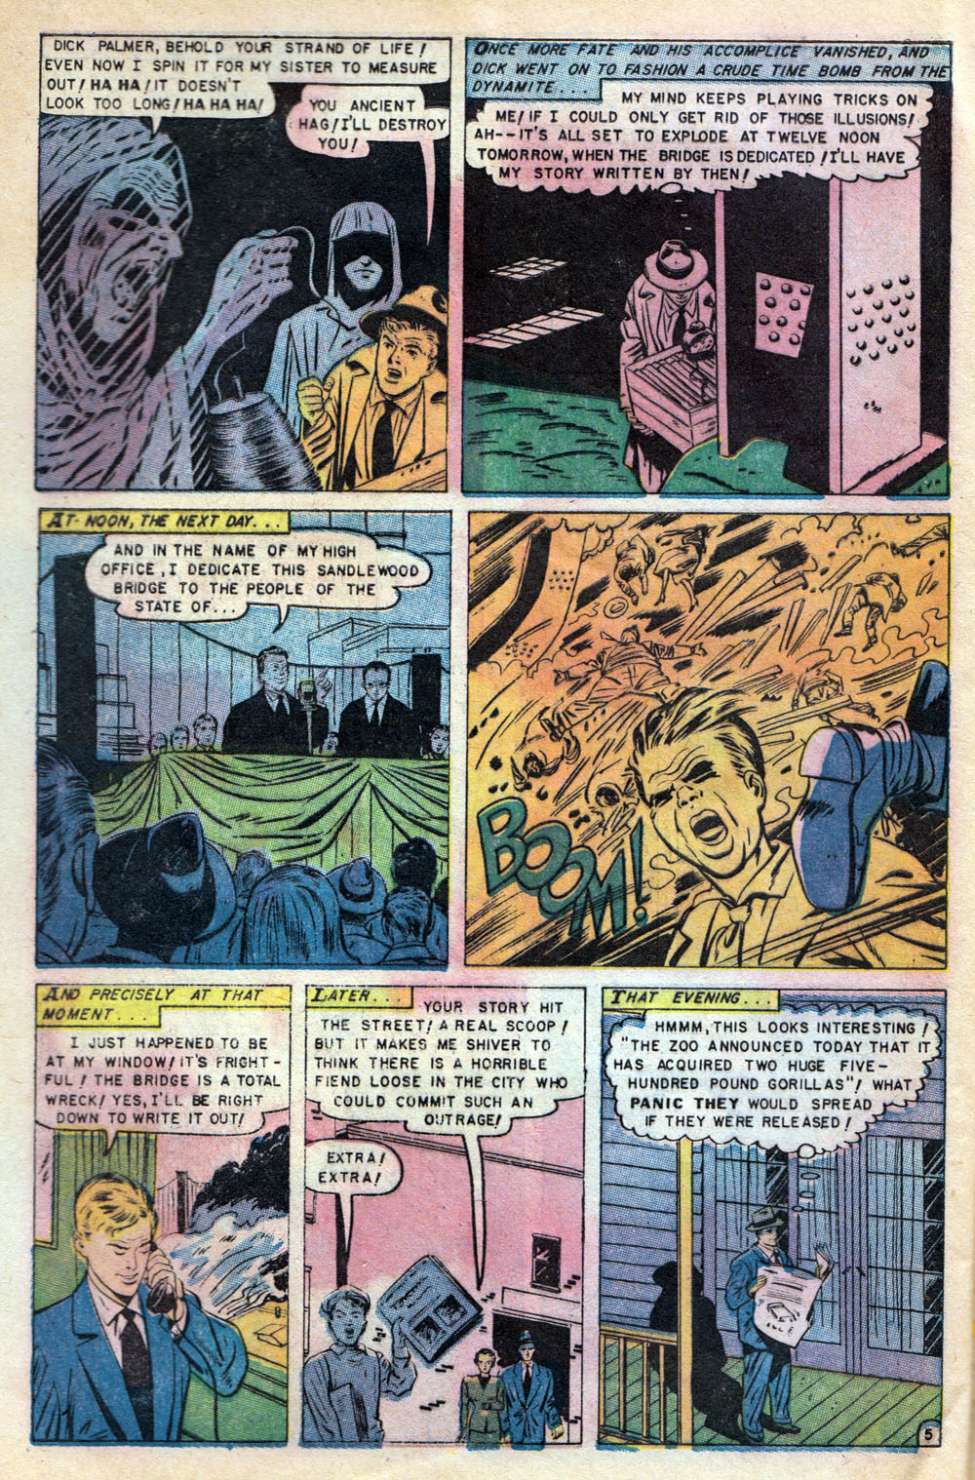 DICK PALMER, BEHOLD YOUR STRAND OF LIFE!
EVEN NOW I SPIN IT FOR MY SISTER TO MEASURE
OUT! HA HA! IT DOESN'T
LOOK TOO LONG! HA HA HA!
YOU ANCIENT
HAG! I'LL DESTROY
YOU!
ONCE MORE FATE AND HIS ACCOMPLICE VANISHED, AND
DICK WENT ON TO FASHION A CRUDE TIME BOMB FROM THE
DYNAMITE....
MY MIND KEEPS PLAYING TRICKS ON
ME! IF I COULD ONLY GET RID OF THOSE ILLUSIONS!
AH-- IT'S ALL SET TO EXPLODE AT TWELVE NOON
TOMORROW, WHEN THE BRIDGE IS DEDICATED! I'LL HAVE
MY STORY WRITTEN BY THEN!
AT NOON, THE NEXT DAY...
AND IN THE NAME OF MY HIGH
OFFICE, I DEDICATE THIS SANDLEWOOD
BRIDGE TO THE PEOPLE OF THE
STATE OF...
BOOM!
AND PRECISELY AT THAT
MOMENT...
I JUST HAPPENED TO BE
AT MY WINDOW! IT'S FRIGHT-
FUL! THE BRIDGE IS A TOTAL
WRECK! YES, I'LL BE RIGHT
DOWN TO WRITE IT OUT!
LATER...
YOUR STORY HIT
THE STREET! A REAL SCOOP!
BUT IT MAKES ME SHIVER TO
THINK THERE IS A HORRIBLE
FIEND LOOSE IN THE CITY WHO
COULD COMMIT SUCH AN
OUTRAGE!
EXTRA!
EXTRA!
THAT EVENING...
HMMM, THIS LOOKS INTERESTING!
"THE ZOO ANNOUNCED TODAY THAT IT
HAS ACQUIRED TWO HUGE FIVE-
HUNDRED POUND GORILLAS"! WHAT
PANIC THEY WOULD SPREAD
IF THEY WERE RELEASED!
5